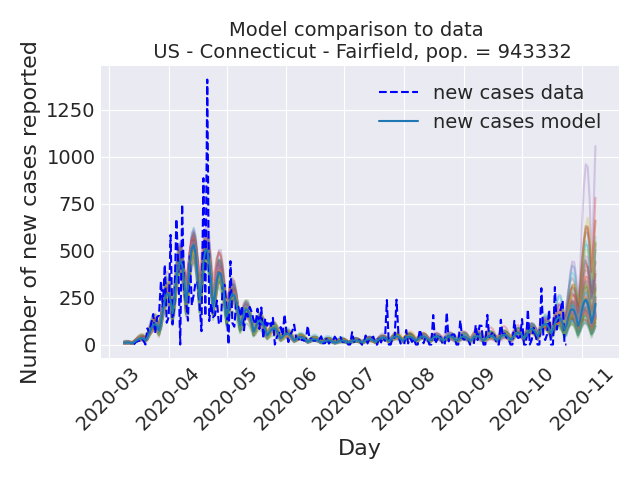 Model comparison to data
US - Connecticut - Fairfield, pop. = 943332
Number of new cases reported
1250
1000
750
500
250
0
new cases data
new cases model
2020-03
2020-04
2020-05
2020-06
2020-07
2020-08
2020-09
2020-10
2020-11
Day